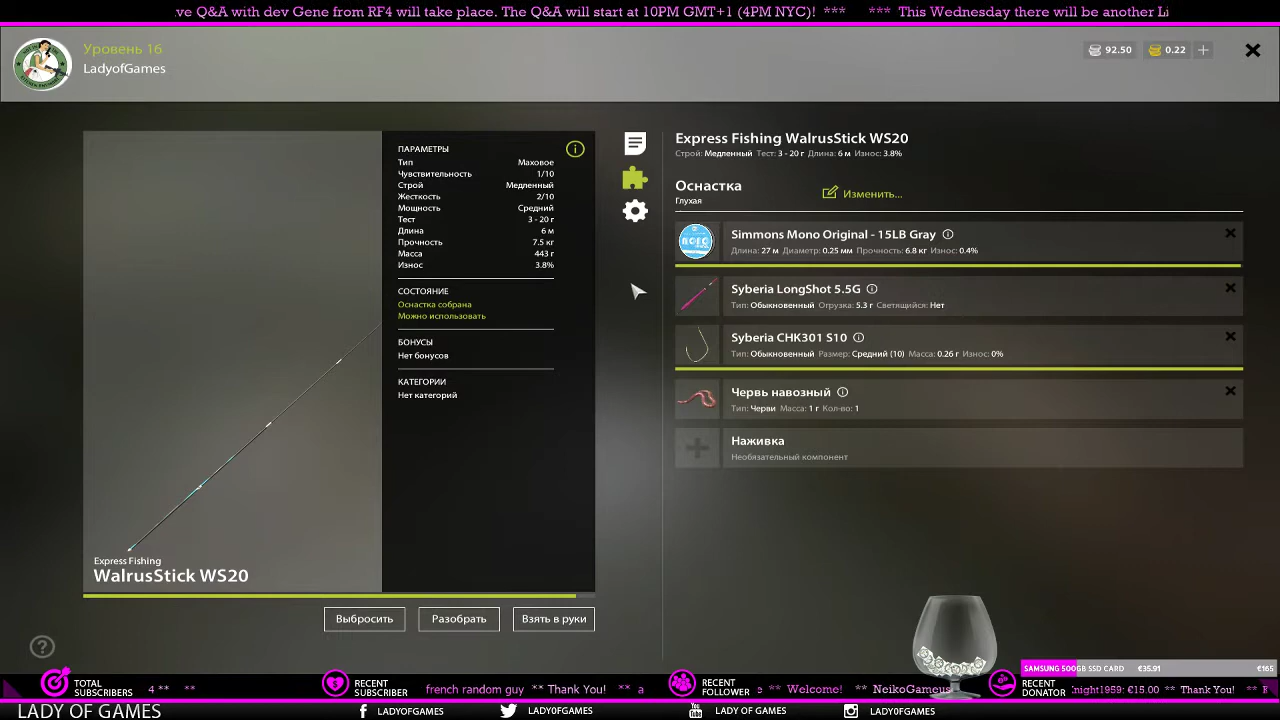 ve Q&A with dev Gene from RF4 will take place. The Q&A will start at 10PM GMT+1 (4PM NYC)! *** *** This Wednesday there will be another Li
Уровень 16
LadyofGames
92.50
0.22
ПАРАМЕТРЫ
Тип Маховое
Чувствительность 1/10
Строй Медленный
Жесткость 2/10
Мощность Средний
Тест 3 - 20 г
Длина 6 м
Прочность 7.5 кг
Масса 443 г
Износ 3.8%
СОСТОЯНИЕ
Оснастка собрана
Можно использовать
БОНУСЫ
Нет бонусов
КАТЕГОРИИ
Нет категорий
Express Fishing
WalrusStick WS20
Выбросить
Разобрать
Взять в руки
Express Fishing WalrusStick WS20
Строй: Медленный Тест: 3 - 20 г Длина: 6 м Износ: 3.8%
Оснастка
Глухая
Изменить...
Simmons Mono Original - 15LB Gray
Длина: 27 м Диаметр: 0.25 мм Прочность: 6.8 кг Износ: 0.4%
Syberia LongShot 5.5G
Тип: Обыкновенный Огрузка: 5.3 г Светящийся: Нет
Syberia CHK301 S10
Тип: Обыкновенный Размер: Средний (10) Масса: 0.26 г Износ: 0%
Червь навозный
Тип: Черви Масса: 1 г Кол-во: 1
Наживка
Необязательный компонент
?
SAMSUNG 500GB SSD CARD €35.91 €165
TOTAL SUBSCRIBERS 4 ** **
RECENT SUBSCRIBER french random guy ** Thank You! ** a
RECENT FOLLOWER e ** Welcome! ** NeikoGameus
RECENT DONATOR night1959: €15.00 ** Thank You! **
LADY OF GAMES
LADYOFGAMES
LADY0FGAMES
LADY OF GAMES
LADY0FGAMES